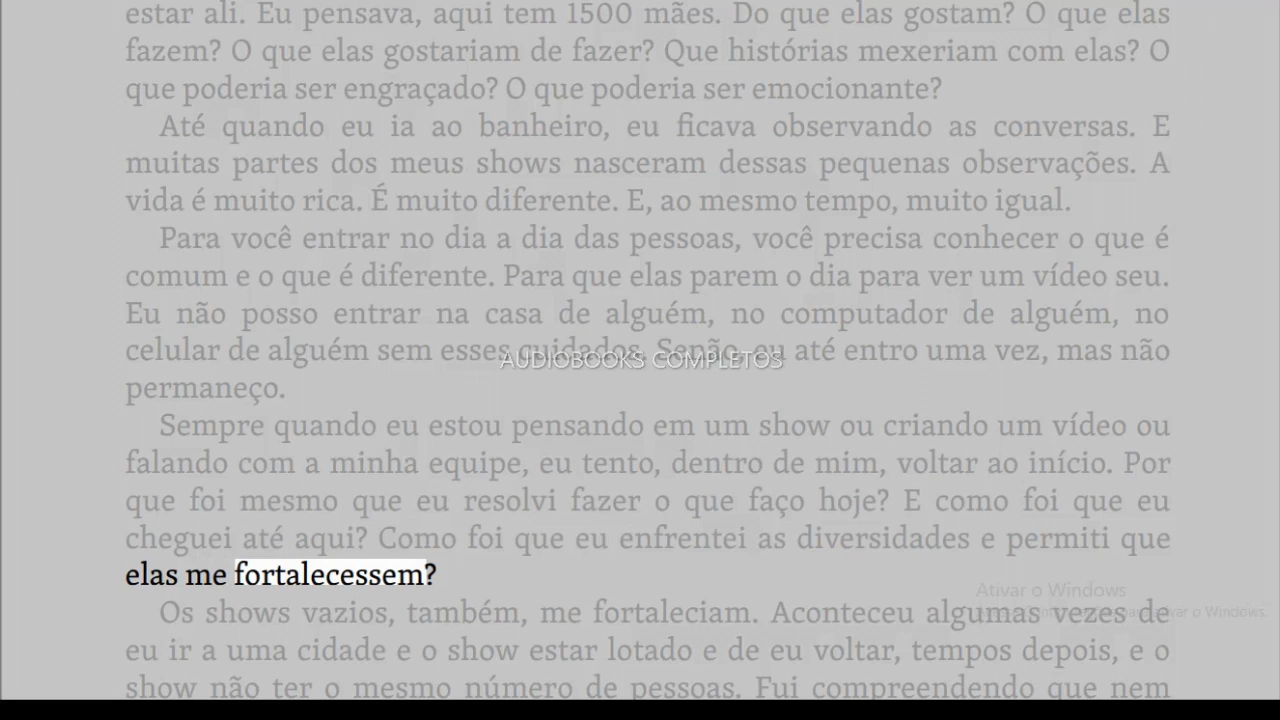 estar ali. Eu pensava, aqui tem 1500 mães. Do que elas gostam? O que elas
fazem? O que elas gostariam de fazer? Que histórias mexeriam com elas? O
que poderia ser engraçado? O que poderia ser emocionante?
Até quando eu ia ao banheiro, eu ficava observando as conversas. E
muitas partes dos meus shows nasceram dessas pequenas observações. A
vida é muito rica. É muito diferente. E, ao mesmo tempo, muito igual.
Para você entrar no dia a dia das pessoas, você precisa conhecer o que é
comum e o que é diferente. Para que elas parem o dia para ver um vídeo seu.
Eu não posso entrar na casa de alguém, no computador de alguém, no
celular de alguém sem esses cuidados. Senão, eu até entro uma vez, mas não
AUDIOBOOKS COMPLETOS
permaneço.
Sempre quando eu estou pensando em um show ou criando um vídeo ou
falando com a minha equipe, eu tento, dentro de mim, voltar ao início. Por
que foi mesmo que eu resolvi fazer o que faço hoje? E como foi que eu
cheguei até aqui? Como foi que eu enfrentei as diversidades e permiti que
elas me fortalecessem?
Ativar o Windows
Os shows vazios, também, me fortaleciam. Aconteceu algumas vezes de
ativar o Windows.
eu ir a uma cidade e o show estar lotado e de eu voltar, tempos depois, e o
show não ter o mesmo número de pessoas. Fui compreendendo que nem